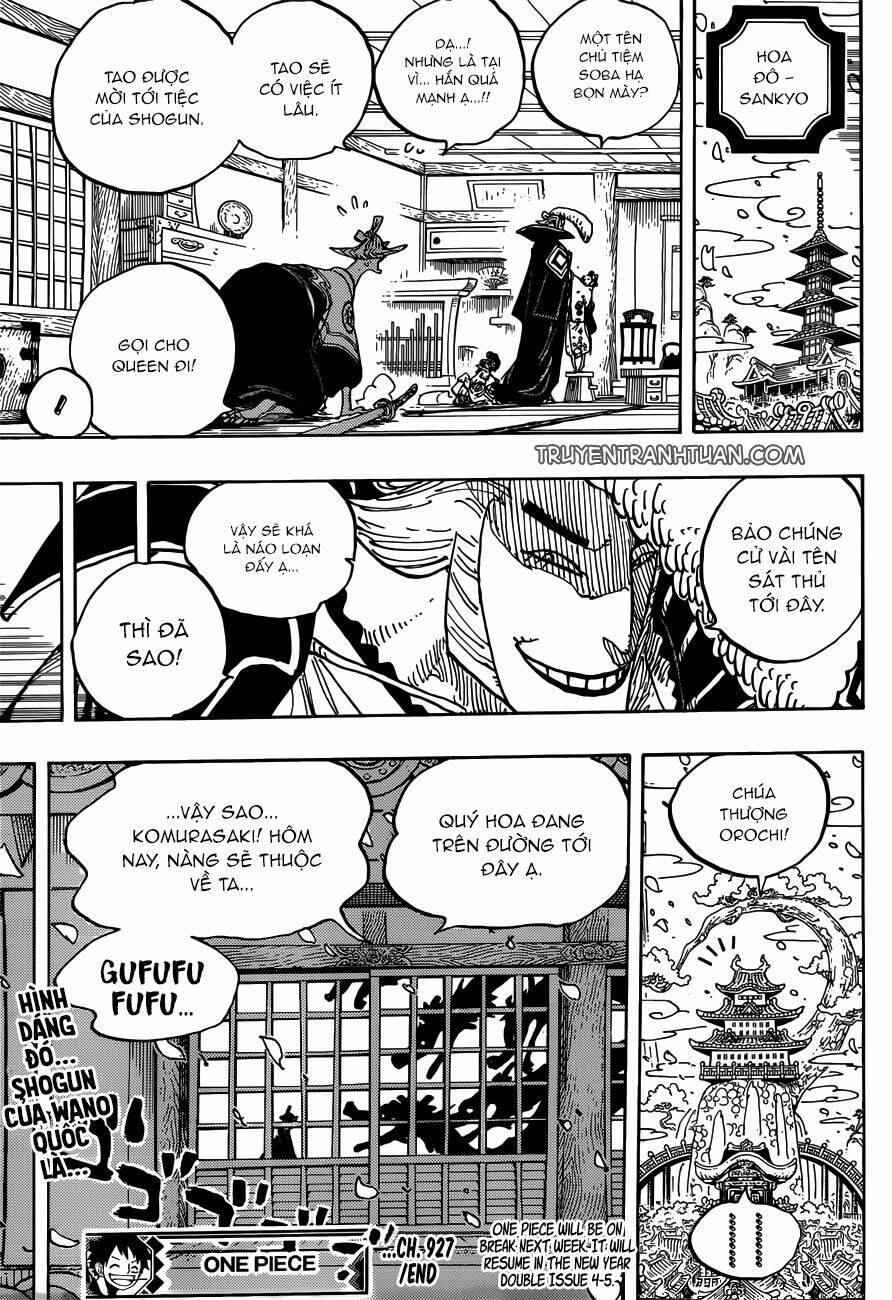 HOA
ĐÔ -
SANKYO
MỘT TÊN
CHỦ TIỆM
SOBA HẠ
BỌN MÀY?
DẠ...!
NHƯNG LÀ TẠI
VÌ... HẮN QUÁ
MẠNH Ạ...!!
TAO SẼ
CÓ VIỆC ÍT
LÂU.
TAO ĐƯỢC
MỜI TỚI TIỆC
CỦA SHOGUN.
GỌI CHO
QUEEN ĐI!
!
TRUYENTRANHTUAN.COM
BẢO CHÚNG
CỬ VÀI TÊN
SÁT THỦ
TỚI ĐÂY.
VẬY SẼ KHÁ
LÀ NÁO LOẠN
ĐẤY Ạ...
THÌ ĐÃ
SAO!
CHÚA
THƯỢNG
OROCHI!
QUÝ HOA ĐANG
TRÊN ĐƯỜNG TỚI
ĐÂY Ạ.
...VẬY SAO...
KOMURASAKI! HÔM
NAY, NÀNG SẼ THUỘC
VỀ TA...
GUFUFU
FUFU...
HÌNH
DÁNG
ĐÓ...
SHOGUN
CỦA WANO
QUỐC
LÀ...
ゴゴゴゴ
ONE PIECE
...CH. 927
/END
ONE PIECE WILL BE ON
BREAK NEXT WEEK-IT WILL
RESUME IN THE NEW YEAR
DOUBLE ISSUE 4-5.